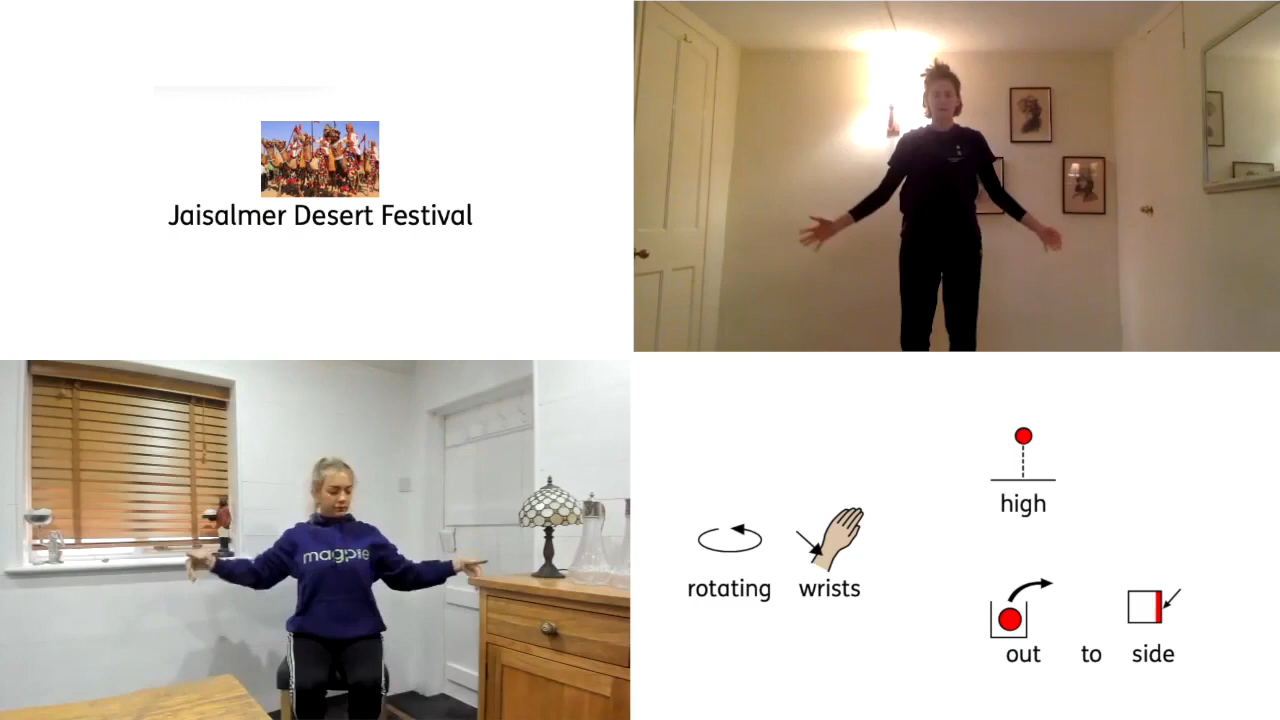 Jaisalmer Desert Festival
magpie
high
rotating wrists
out to side